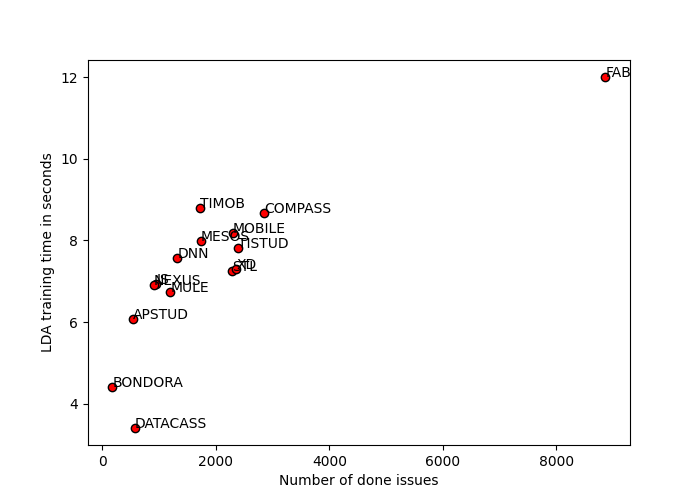 12
10
8
6
4
LDA training time in seconds
FAB
TIMOB
COMPASS
MOBILE
MESOS
TISTUD
DNN
XD
NEXUS
MULE
APSTUD
BONDORA
DATACASS
0
2000
4000
6000
8000
Number of done issues